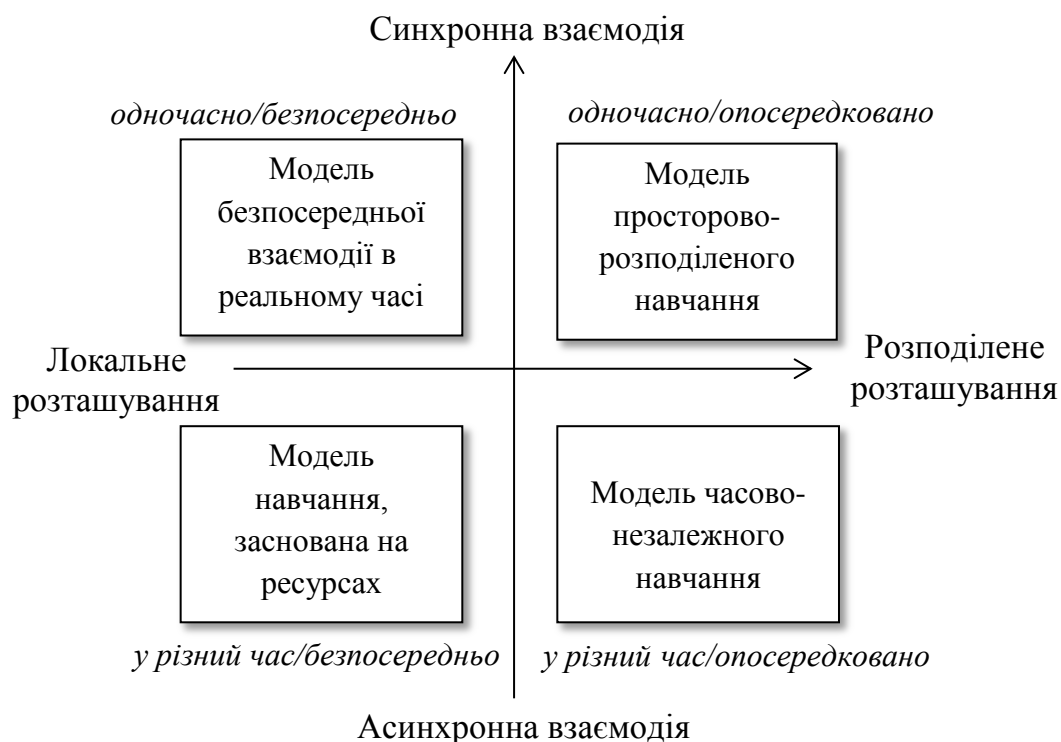 Синхронна взаємодія
одночасно/безпосередньо
одночасно/опосередковано
Модель
безпосередньої
взаємодії в
реальному часі
Модель
просторово-
розподіленого
навчання
Локальне
розташування
Розподілене
розташування
Модель
навчання,
заснована на
ресурсах
Модель часово-
незалежного
навчання
у різний час/безпосередньо
у різний час/опосередковано
Асинхронна взаємодія